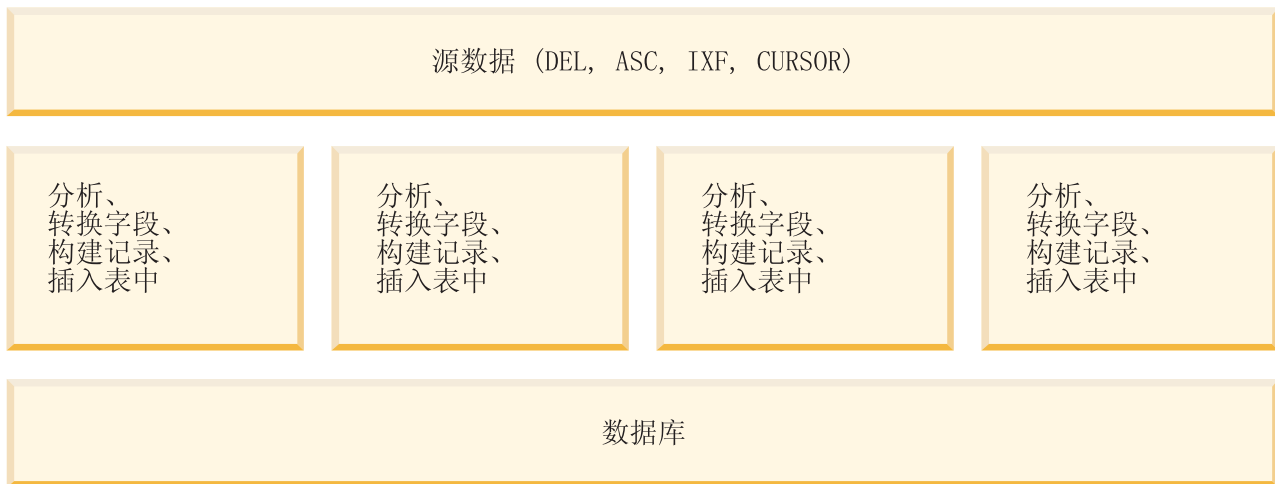 源数据 (DEL, ASC, IXF, CURSOR)
分析、
转换字段、
构建记录、
插入表中
分析、
转换字段、
构建记录、
插入表中
分析、
转换字段、
构建记录、
插入表中
分析、
转换字段、
构建记录、
插入表中
数据库